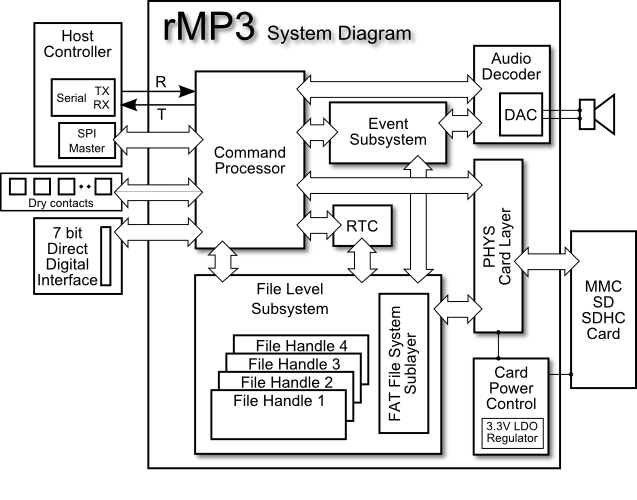 rMP3 System Diagram
Host
Controller
Serial TX
RX
SPI
Master
R
T
Dry contacts
7 bit
Direct
Digital
Interface
Command
Processor
Event
Subsystem
RTC
Audio
Decoder
DAC
PHYS
Card Layer
MMC
SD
SDHC
Card
File Level
Subsystem
File Handle 4
File Handle 3
File Handle 2
File Handle 1
FAT File System
Sublayer
Card
Power
Control
3.3V LDO
Regulator